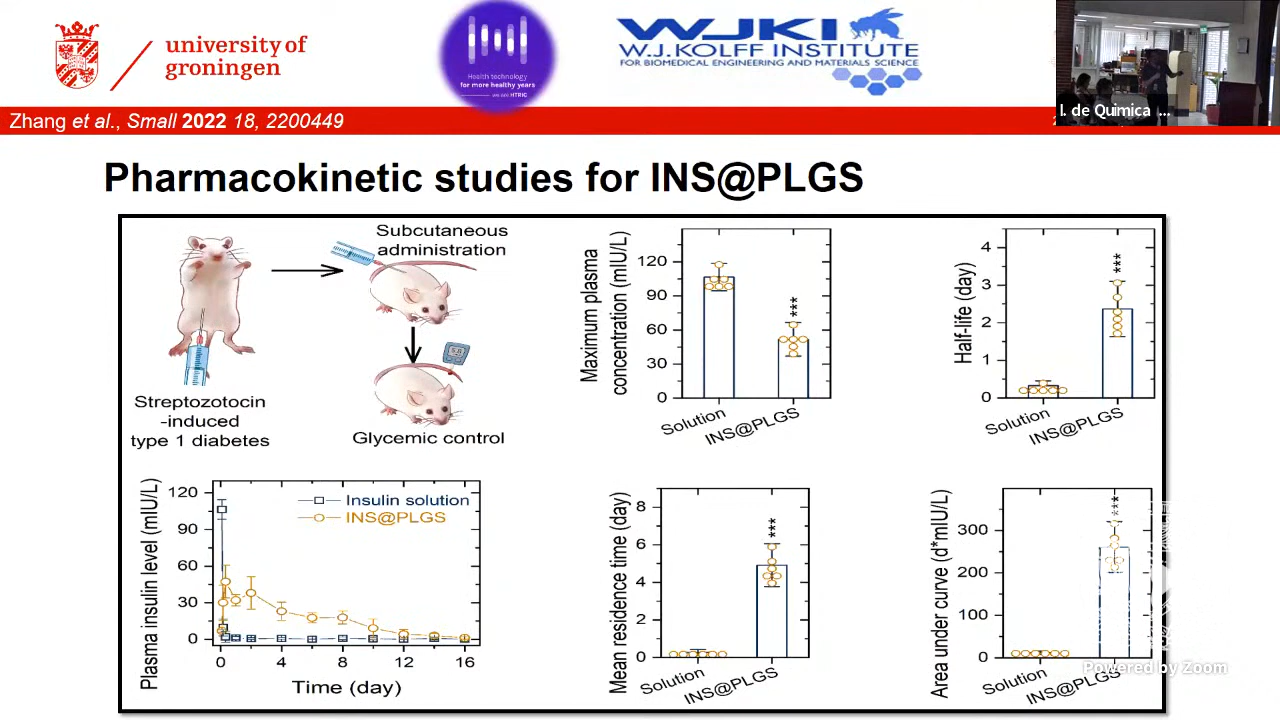 university of
groningen
Health technology
for more healthy years
we are HTRIC
WJKI
W.J.KOLFF INSTITUTE
FOR BIOMEDICAL ENGINEERING AND MATERIALS SCIENCE
I. de Quimica ...
Zhang et al., Small 2022 18, 2200449
Pharmacokinetic studies for INS@PLGS
Subcutaneous
administration
Streptozotocin
-induced
type 1 diabetes
Glycemic control
Maximum plasma
concentration (mIU/L)
120
90
60
30
0
***
Solution
INS@PLGS
Half-life (day)
4
3
2
1
0
***
Solution
INS@PLGS
Plasma insulin level (mIU/L)
120
90
60
30
0
Insulin solution
INS@PLGS
0 4 8 12 16
Time (day)
Mean residence time (day)
8
6
4
2
0
***
Solution
INS@PLGS
Area under curve (d*mIU/L)
300
200
100
0
***
Solution
INS@PLGS
Powered by Zoom